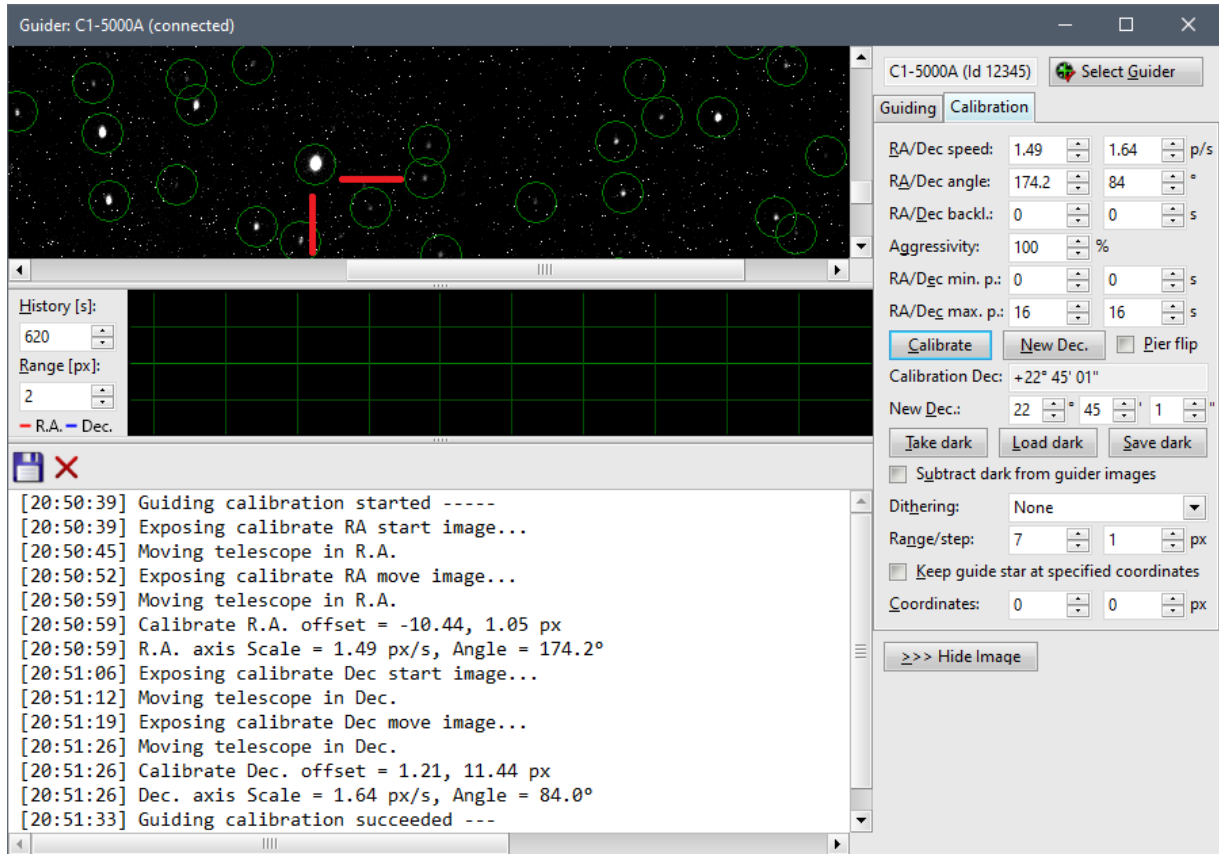 Guider: C1-5000A (connected)
C1-5000A (Id 12345) Select Guider
Guiding Calibration
RA/Dec speed: 1.49 1.64 p/s
RA/Dec angle: 174.2 84 °
RA/Dec backl.: 0 0 s
Aggressivity: 100 %
RA/Dec min. p.: 0 0 s
RA/Dec max. p.: 16 16 s
Calibrate New Dec. Pier flip
Calibration Dec: +22° 45' 01"
New Dec.: 22 ° 45 ' 1 "
Take dark Load dark Save dark
Subtract dark from guider images
Dithering: None
Range/step: 7 1 px
Keep guide star at specified coordinates
Coordinates: 0 0 px
>>> Hide Image
History [s]:
620
Range [px]:
2
R.A. Dec.
[20:50:39] Guiding calibration started -----
[20:50:39] Exposing calibrate RA start image...
[20:50:45] Moving telescope in R.A.
[20:50:52] Exposing calibrate RA move image...
[20:50:59] Moving telescope in R.A.
[20:50:59] Calibrate R.A. offset = -10.44, 1.05 px
[20:50:59] R.A. axis Scale = 1.49 px/s, Angle = 174.2°
[20:51:06] Exposing calibrate Dec start image...
[20:51:12] Moving telescope in Dec.
[20:51:19] Exposing calibrate Dec move image...
[20:51:26] Moving telescope in Dec.
[20:51:26] Calibrate Dec. offset = 1.21, 11.44 px
[20:51:26] Dec. axis Scale = 1.64 px/s, Angle = 84.0°
[20:51:33] Guiding calibration succeeded ---